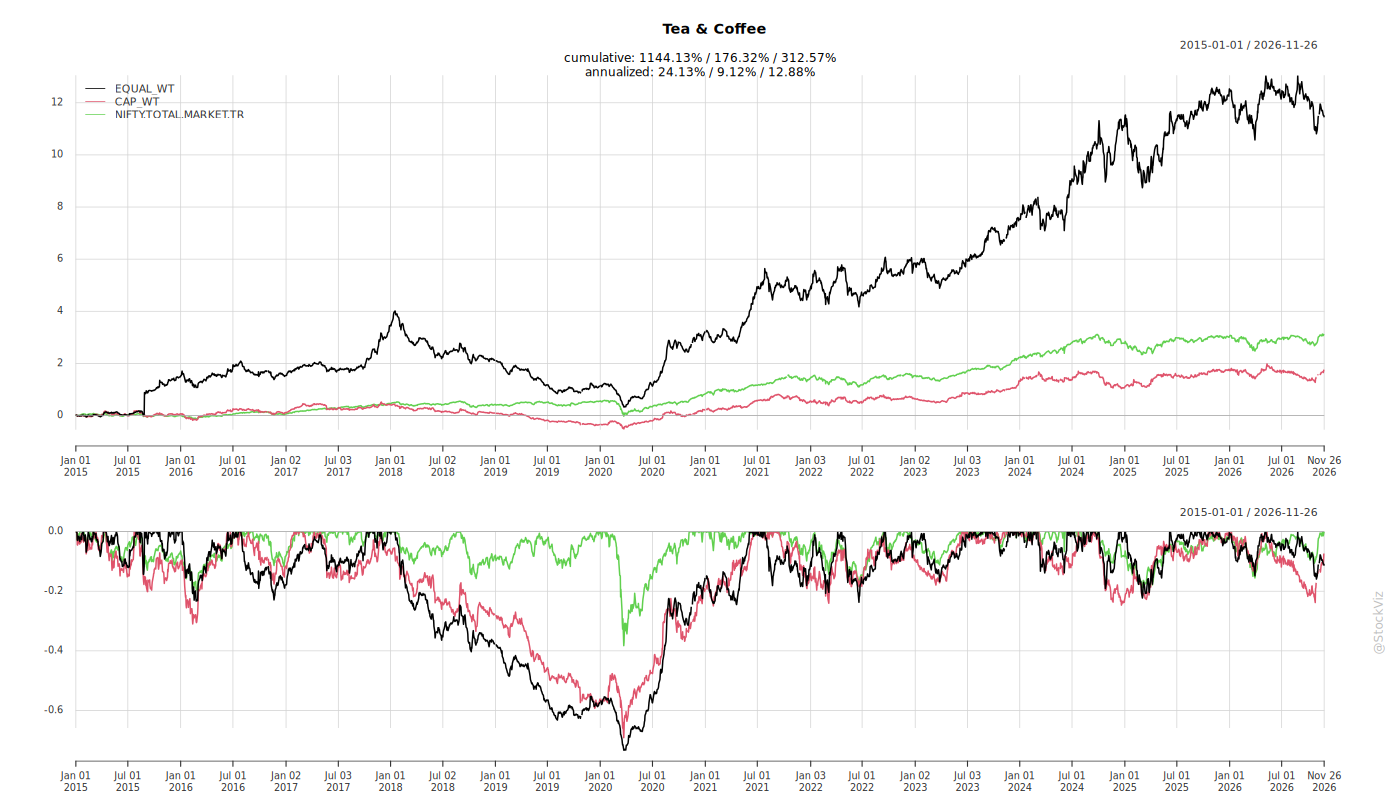 Tea & Coffee
2015-01-01 / 2026-11-26
cumulative: 1144.13% / 176.32% / 312.57%
annualized: 24.13% / 9.12% / 12.88%
EQUAL_WT
CAP_WT
NIFTY.TOTAL.MARKET.TR
12
10
8
6
4
2
0
Jan 01 Jul 01 Jan 01 Jul 01 Jan 02 Jul 03 Jan 01 Jul 02 Jan 01 Jul 01 Jan 01 Jul 01 Jan 01 Jul 01 Jan 03 Jul 01 Jan 02 Jul 03 Jan 01 Jul 01 Jan 01 Jul 01 Jan 01 Jul 01 Nov 26
2015 2015 2016 2016 2017 2017 2018 2018 2019 2019 2020 2020 2021 2021 2022 2022 2023 2023 2024 2024 2025 2025 2026 2026 2026
2015-01-01 / 2026-11-26
0.0
-0.2
-0.4
-0.6
Jan 01 Jul 01 Jan 01 Jul 01 Jan 02 Jul 03 Jan 01 Jul 02 Jan 01 Jul 01 Jan 01 Jul 01 Jan 01 Jul 01 Jan 03 Jul 01 Jan 02 Jul 03 Jan 01 Jul 01 Jan 01 Jul 01 Jan 01 Jul 01 Nov 26
2015 2015 2016 2016 2017 2017 2018 2018 2019 2019 2020 2020 2021 2021 2022 2022 2023 2023 2024 2024 2025 2025 2026 2026 2026
@StockViz